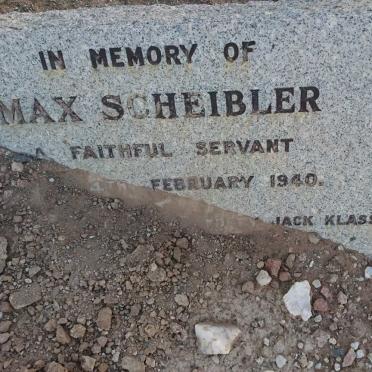 IN MEMORY OF
MAX SCHEIBLER
A FAITHFUL SERVANT
FEBRUARY 1940.
JACK KLASS